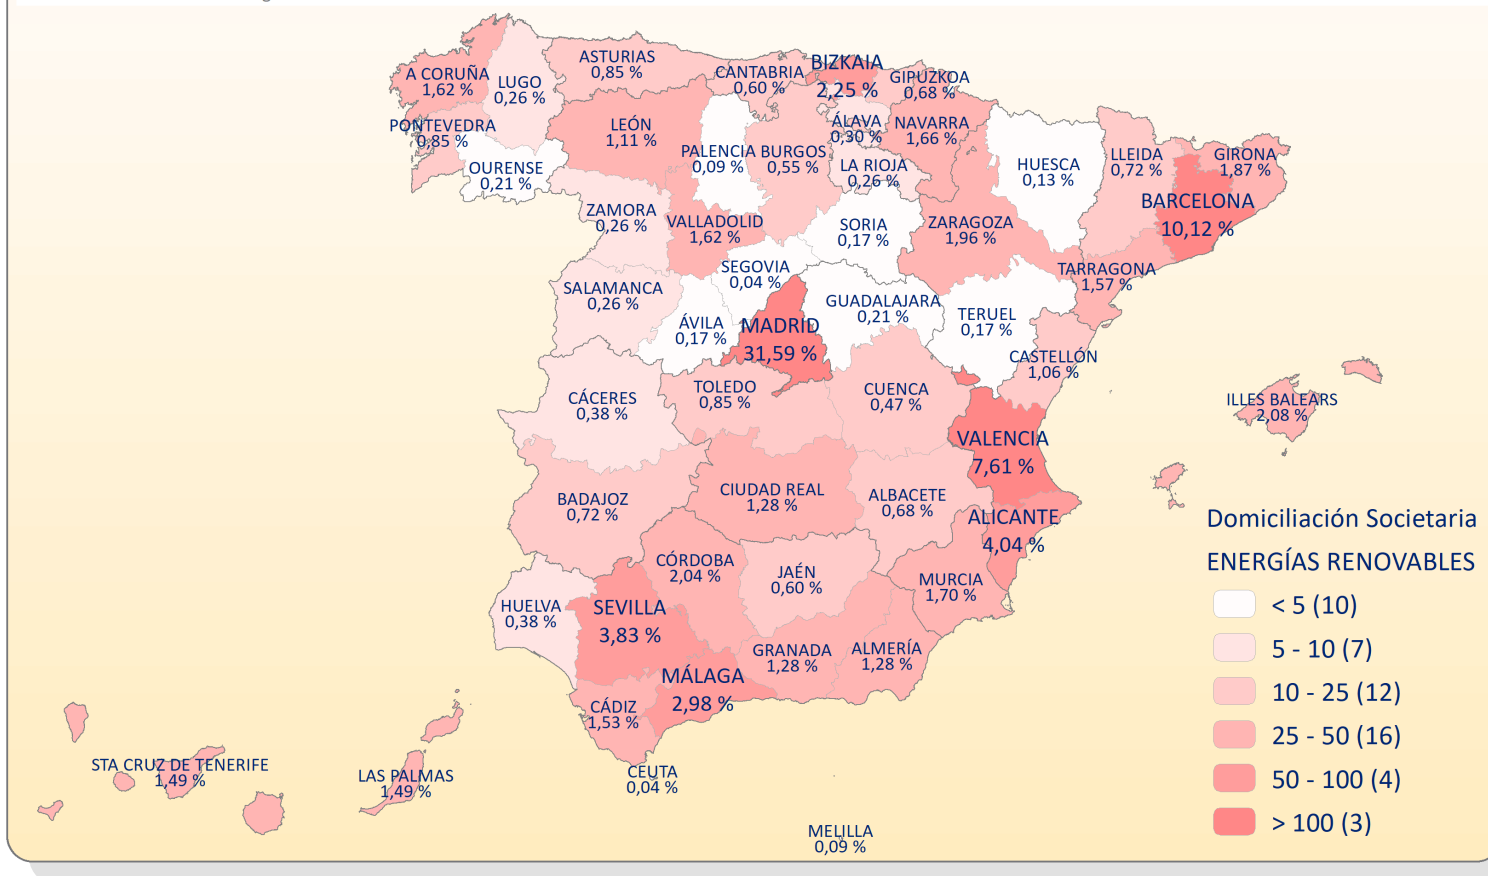 ASTURIAS
0,85 %
A CORUÑA
1,62 %
LUGO
0,26 %
CANTABRIA
0,60 %
BIZKAIA
2,25 %
GIPUZKOA
0,68 %
PONTEVEDRA
0,85 %
OURENSE
0,21 %
LEÓN
1,11 %
PALENCIA
0,09 %
BURGOS
0,55 %
ÁLAVA
0,30 %
NAVARRA
1,66 %
LA RIOJA
0,26 %
HUESCA
0,13 %
LLEIDA
0,72 %
GIRONA
1,87 %
BARCELONA
10,12 %
ZAMORA
0,26 %
VALLADOLID
1,62 %
SORIA
0,17 %
ZARAGOZA
1,96 %
SEGOVIA
0,04 %
TARRAGONA
1,57 %
SALAMANCA
0,26 %
ÁVILA
0,17 %
MADRID
31,59 %
GUADALAJARA
0,21 %
TERUEL
0,17 %
CASTELLÓN
1,06 %
CÁCERES
0,38 %
TOLEDO
0,85 %
CUENCA
0,47 %
ILLES BALEARS
2,08 %
VALENCIA
7,61 %
BADAJOZ
0,72 %
CIUDAD REAL
1,28 %
ALBACETE
0,68 %
ALICANTE
4,04 %
CÓRDOBA
2,04 %
JAÉN
0,60 %
MURCIA
1,70 %
HUELVA
0,38 %
SEVILLA
3,83 %
GRANADA
1,28 %
ALMERÍA
1,28 %
MÁLAGA
2,98 %
CÁDIZ
1,53 %
STA CRUZ DE TENERIFE
1,49 %
LAS PALMAS
1,49 %
CEUTA
0,04 %
MELILLA
0,09 %
Domiciliación Societaria
ENERGÍAS RENOVABLES
< 5 (10)
5 - 10 (7)
10 - 25 (12)
25 - 50 (16)
50 - 100 (4)
> 100 (3)